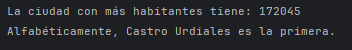 La ciudad con más habitantes tiene: 172045
Alfabéticamente, Castro Urdiales es la primera.